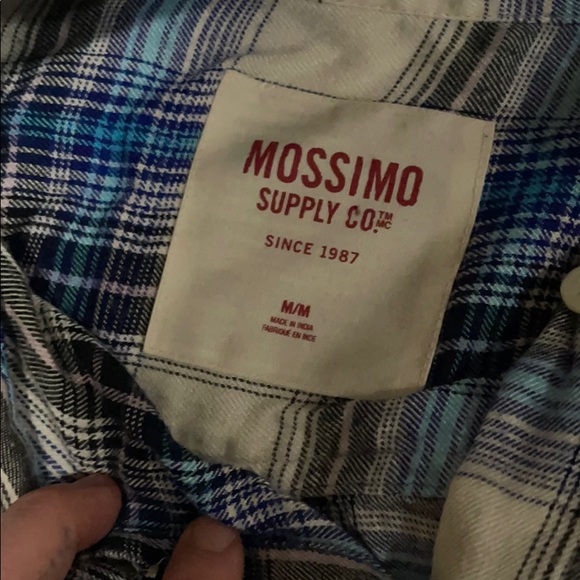 MOSSIMO
SUPPLY CO.™ MC
SINCE 1987
M/M
MADE IN INDIA
FABRIQUÉ EN INDE